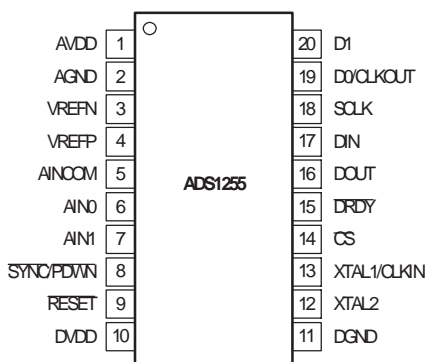 AVDD 1
AGND 2
VREFN 3
VREFP 4
AINCOM 5
AIN0 6
AIN1 7
SYNC/PDWN 8
RESET 9
DVDD 10
ADS1255
20 D1
19 D0/CLKOUT
18 SCLK
17 DIN
16 DOUT
15 DRDY
14 CS
13 XTAL1/CLKIN
12 XTAL2
11 DGND